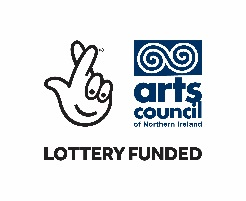 arts
council
of Northern Ireland
LOTTERY FUNDED